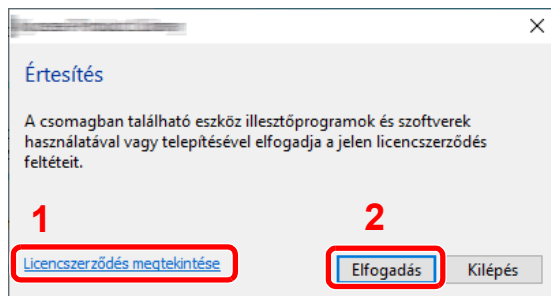 Értesítés
A csomagban található eszköz illesztőprogramok és szoftverek
használatával vagy telepítésével elfogadja a jelen licencszerződés
feltéteit.
1
2
Licencszerződés megtekintése
Elfogadás
Kilépés